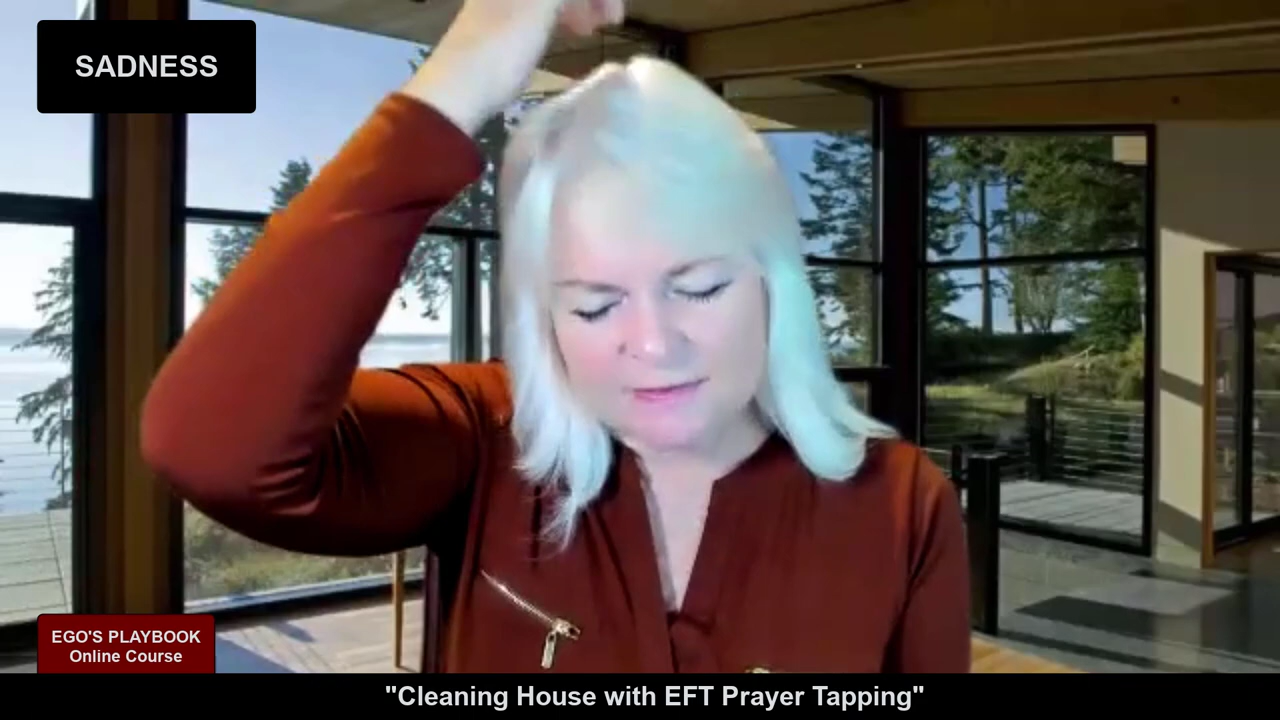 SADNESS
EGO'S PLAYBOOK
Online Course
"Cleaning House with EFT Prayer Tapping"